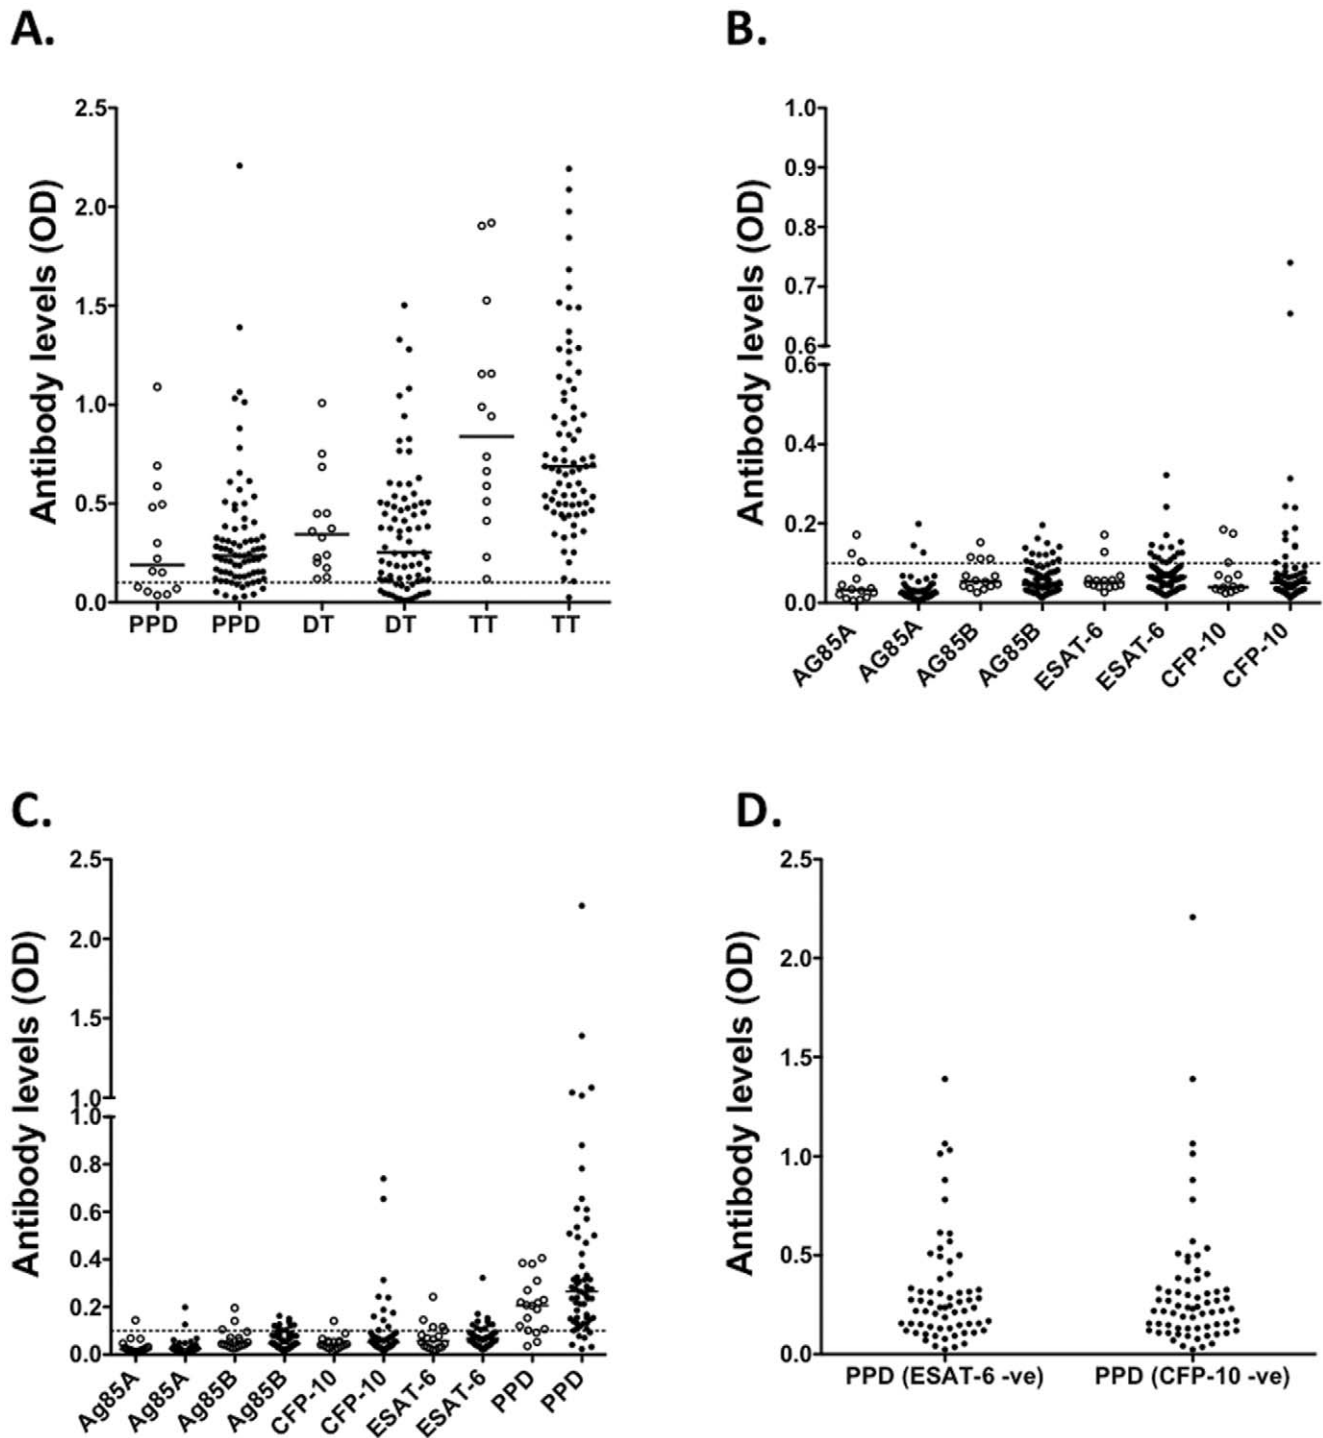 A.
Antibody levels (OD)
2.5
2.0
1.5
1.0
0.5
0.0
PPD PPD DT DT TT TT
B.
Antibody levels (OD)
1.0
0.9
0.8
0.7
0.6
0.6
0.4
0.2
0.0
AG85A AG85A AG85B AG85B ESAT-6 ESAT-6 CFP-10 CFP-10
C.
Antibody levels (OD)
2.5
2.0
1.5
1.0
1.0
0.8
0.6
0.4
0.2
0.0
Ag85A Ag85A Ag85B Ag85B CFP-10 CFP-10 ESAT-6 ESAT-6 PPD PPD
D.
Antibody levels (OD)
2.5
2.0
1.5
1.0
0.5
0.0
PPD (ESAT-6 -ve) PPD (CFP-10 -ve)